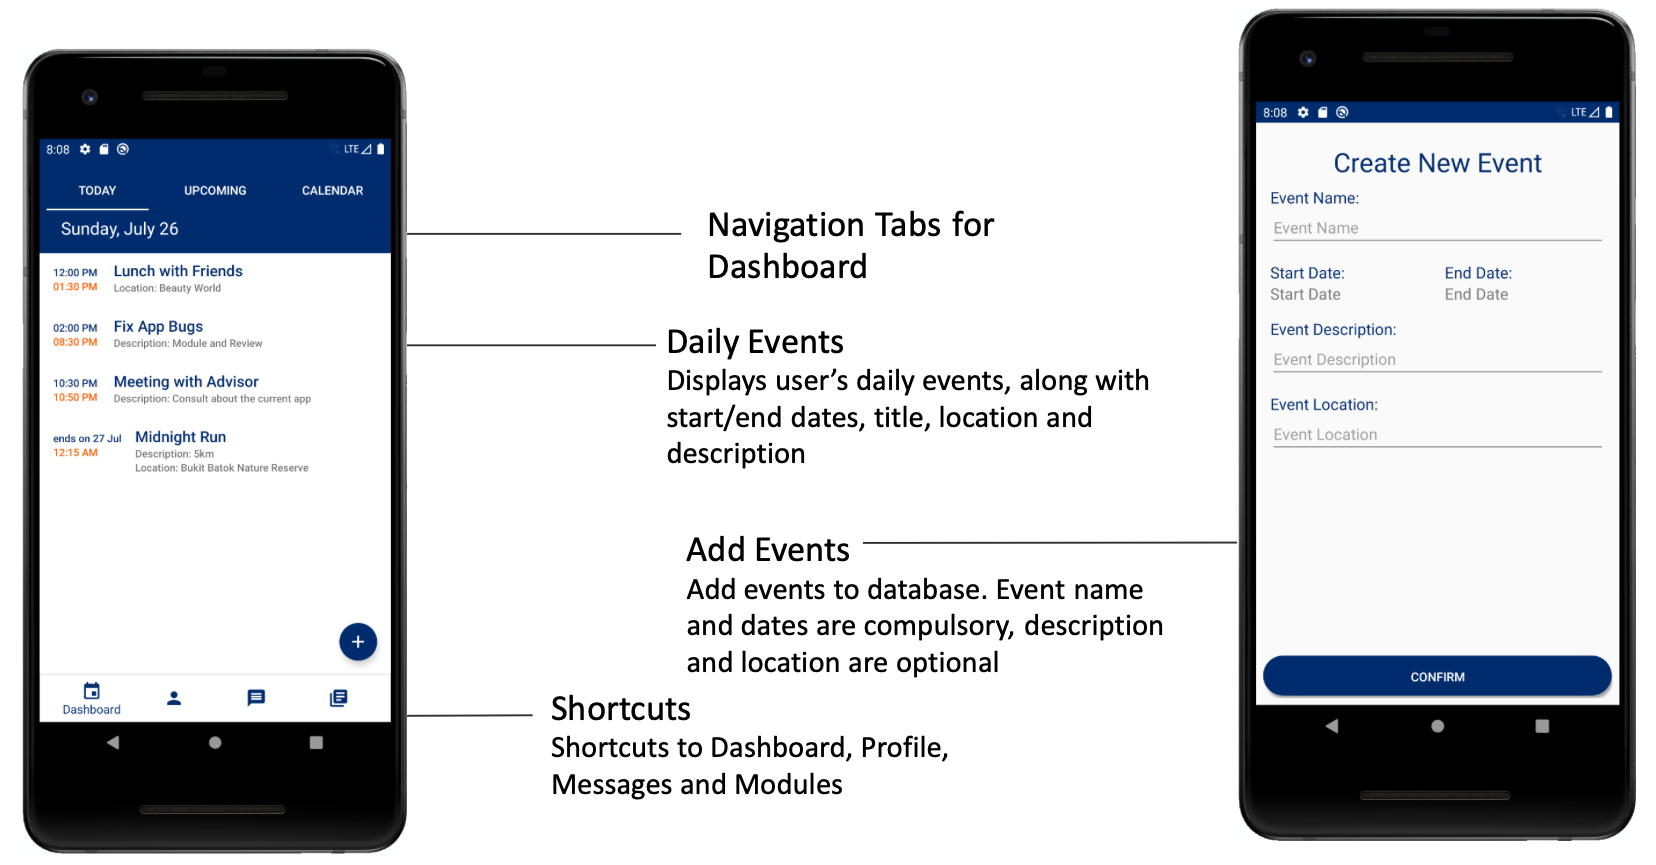 8:08 LTE
TODAY UPCOMING CALENDAR
Sunday, July 26
12:00 PM Lunch with Friends
01:30 PM Location: Beauty World
02:00 PM Fix App Bugs
08:30 PM Description: Module and Review
10:30 PM Meeting with Advisor
10:50 PM Description: Consult about the current app
ends on 27 Jul Midnight Run
12:15 AM Description: 5km
Location: Bukit Batok Nature Reserve
+
Dashboard
Navigation Tabs for
Dashboard
Daily Events
Displays user’s daily events, along with
start/end dates, title, location and
description
Add Events
Add events to database. Event name
and dates are compulsory, description
and location are optional
Shortcuts
Shortcuts to Dashboard, Profile,
Messages and Modules
8:08 LTE
Create New Event
Event Name:
Event Name
Start Date: End Date:
Start Date End Date
Event Description:
Event Description
Event Location:
Event Location
CONFIRM